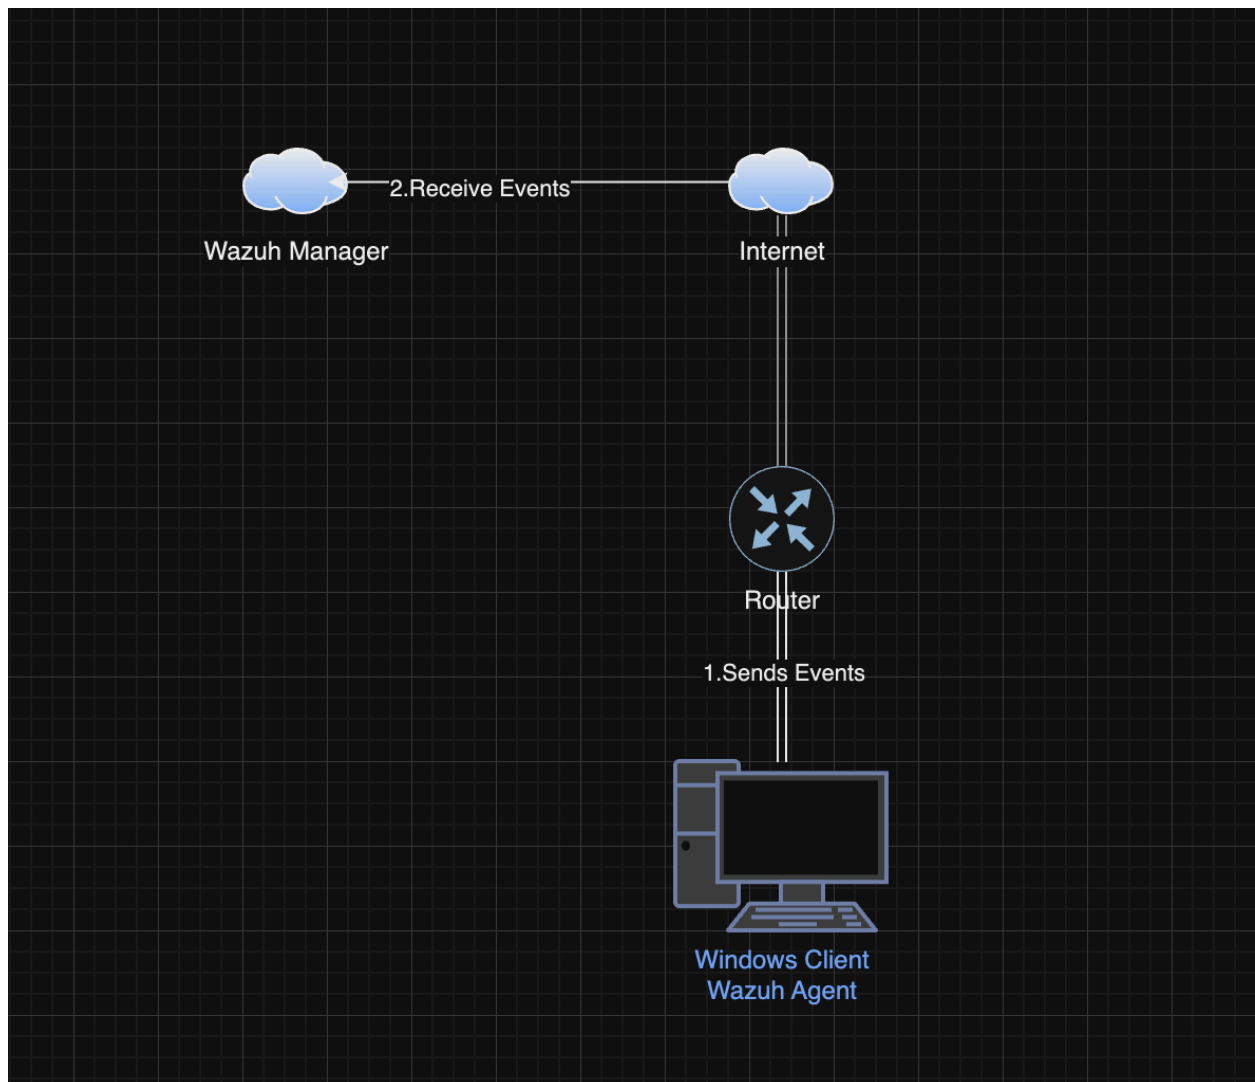 2.Receive Events
Wazuh Manager
Internet
Router
1.Sends Events
Windows Client
Wazuh Agent